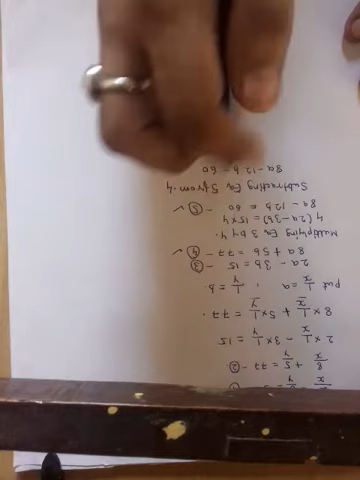 8/x + 5/y = 77 - ②
2 × 1/x - 3 × 1/y = 15
8 × 1/x + 5 × 1/y = 77.
put 1/x = a , 1/y = b.
2a - 3b = 15 - ③
8a + 5b = 77 - ④
Multiplying Eq 3 by 4.
4(2a-3b) = 15×4
8a - 12b = 60 - ⑤
Subtracting Eq 5 from 4.
8a - 12b - 60